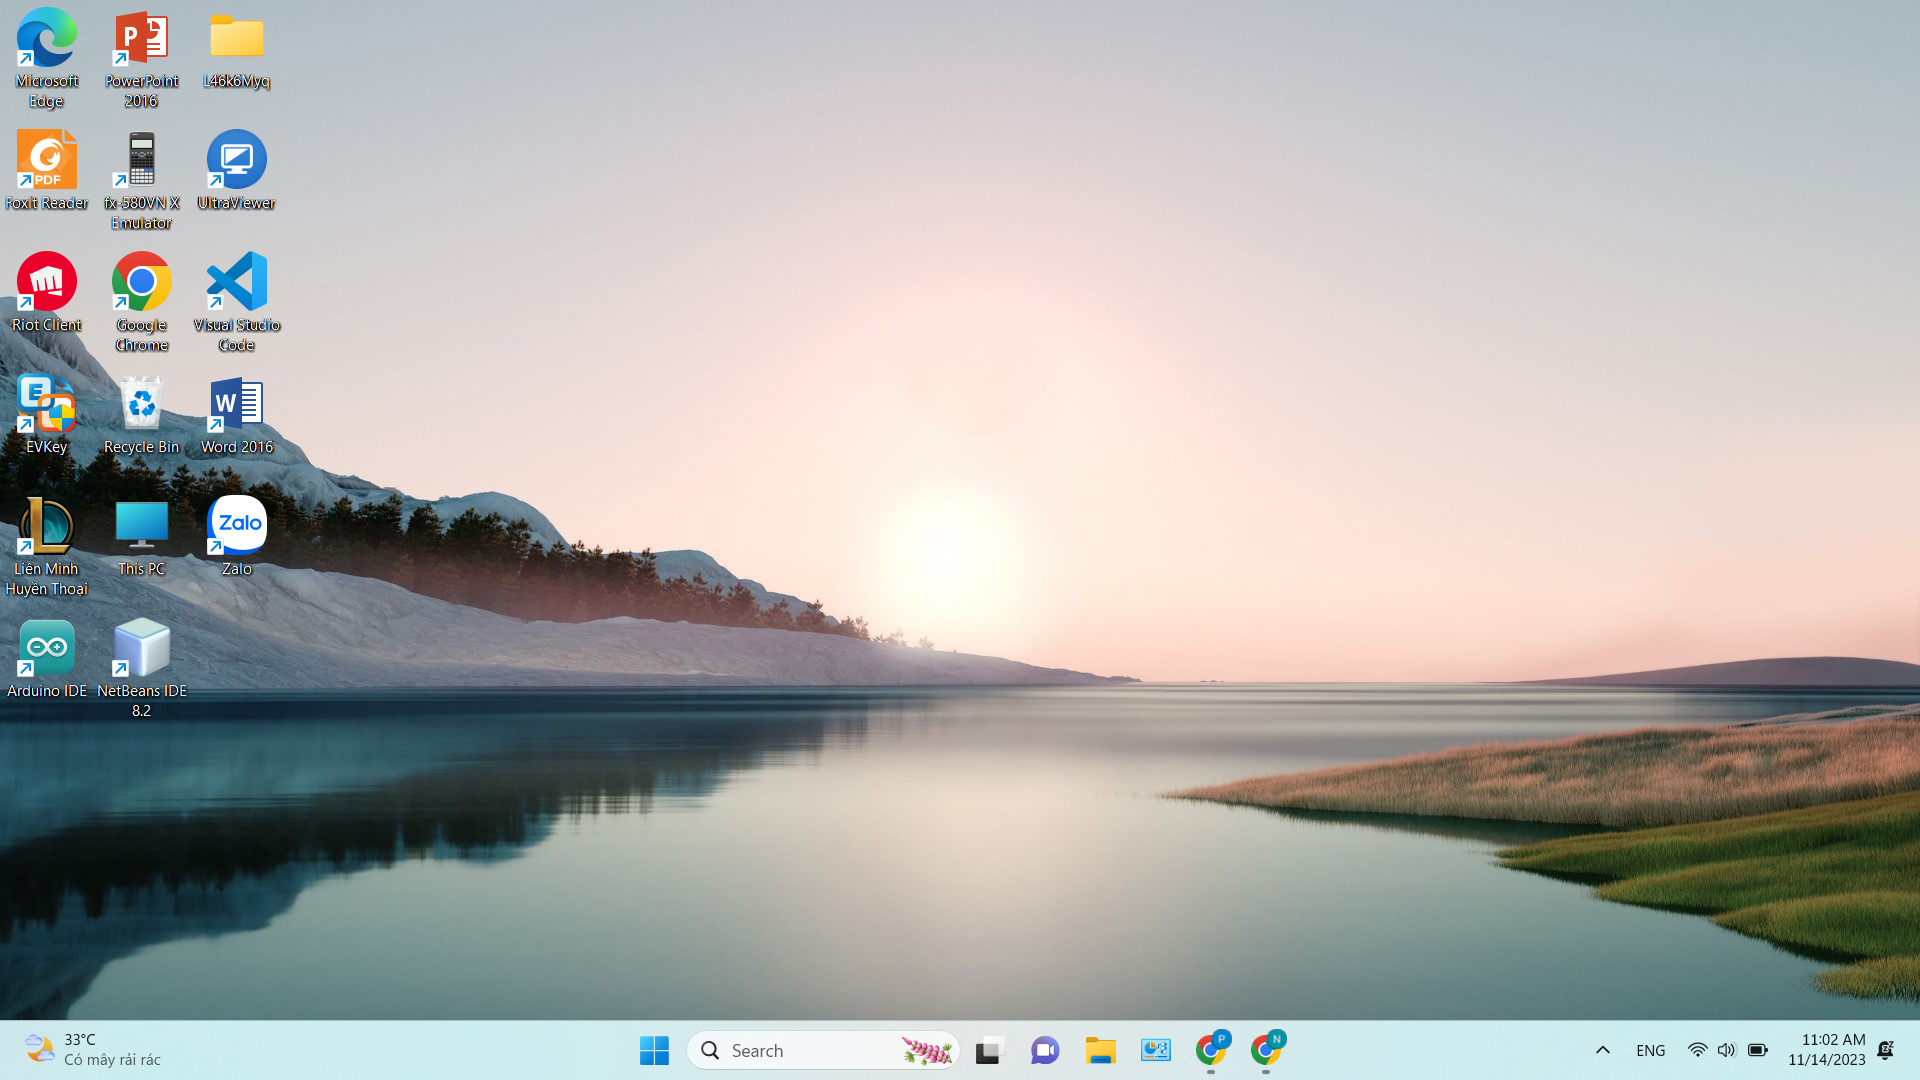 Microsoft
Edge
PowerPoint
2016
L46k6Myq
PDF
Foxit Reader
fx-580VN X
Emulator
UltraViewer
Riot Client
Google
Chrome
Visual Studio
Code
E
EVKey
Recycle Bin
W
Word 2016
Liên Minh
Huyền Thoại
This PC
Zalo
Zalo
Arduino IDE
NetBeans IDE
8.2
33°C
Có mây rải rác
Search
P
N
ENG
11:02 AM
11/14/2023